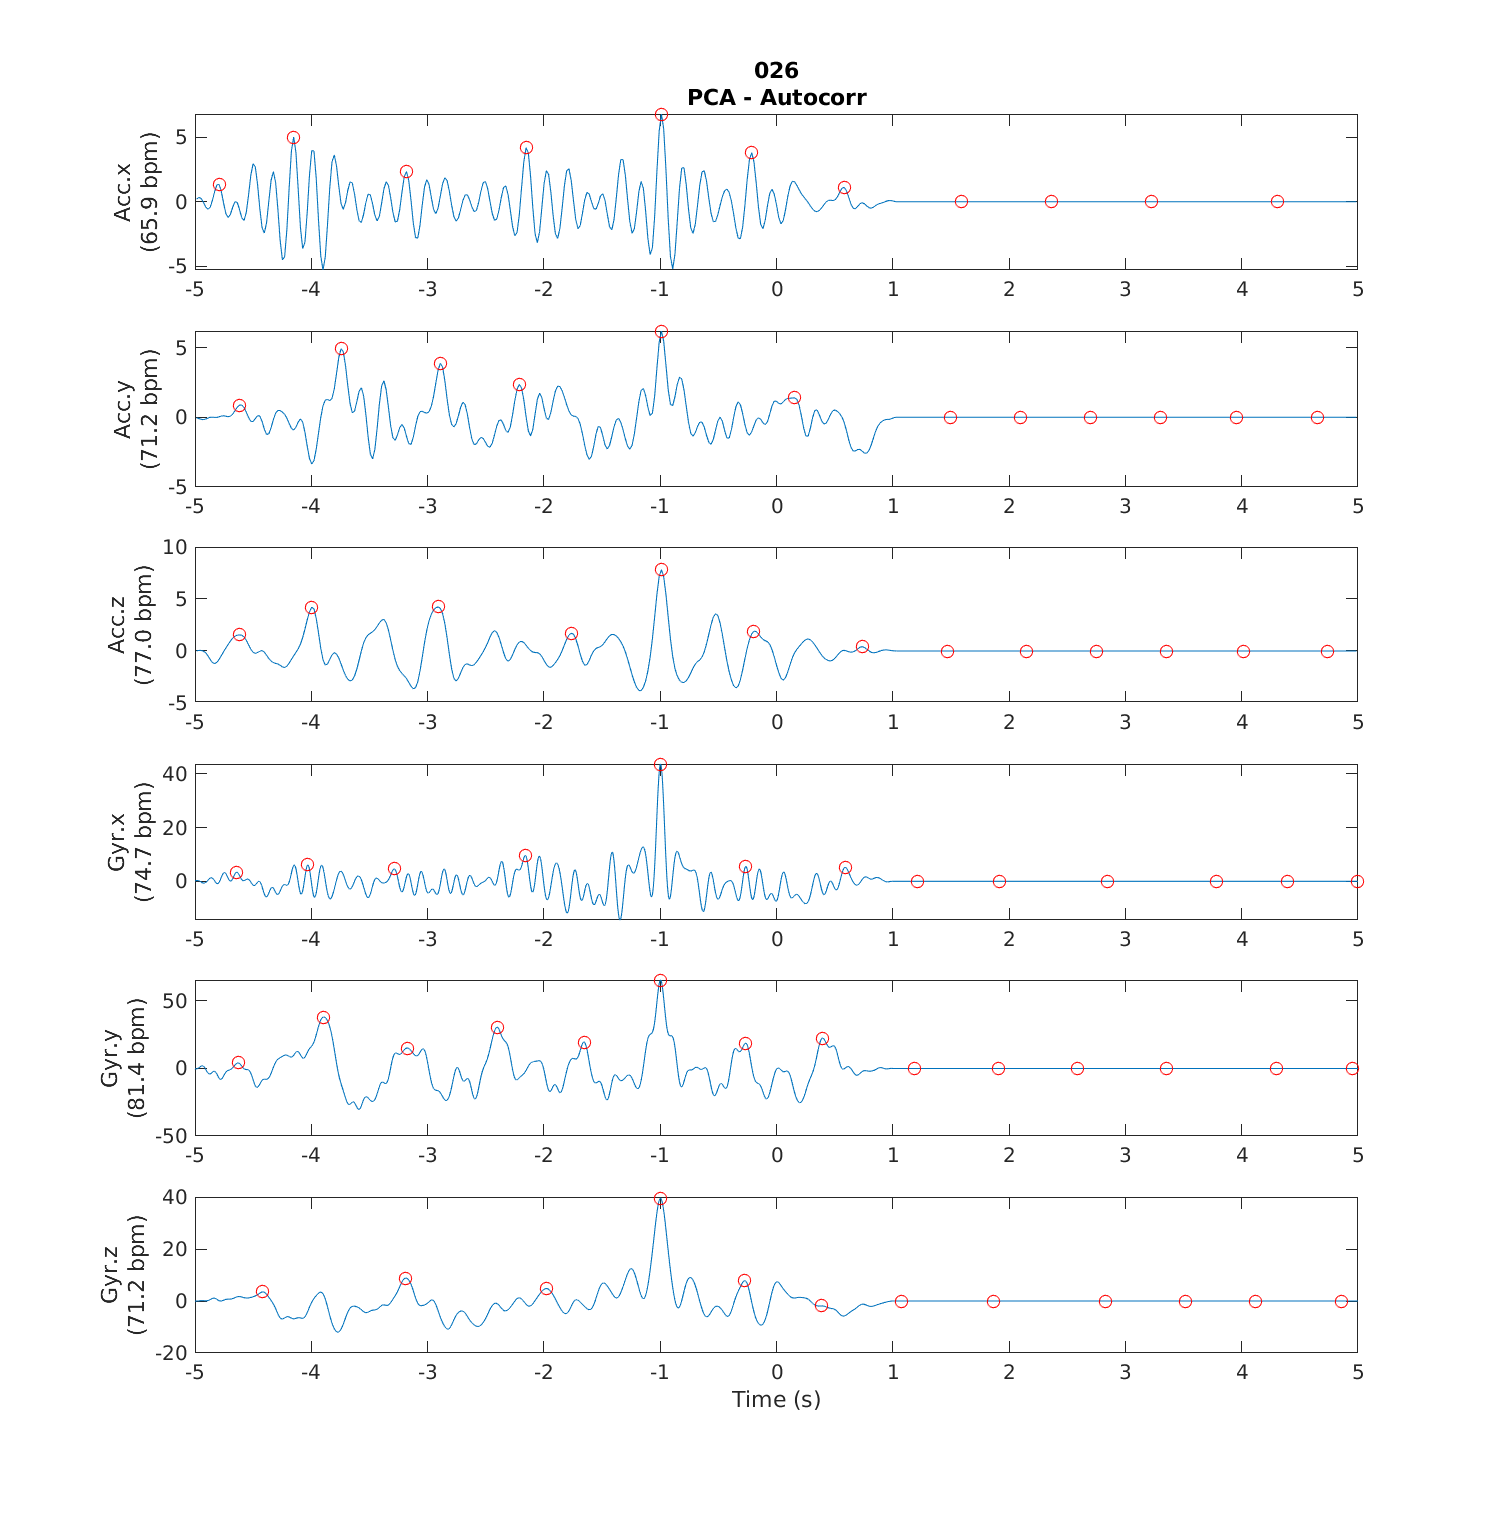 026
PCA - Autocorr
Acc.x
(65.9 bpm)
5
0
-5
-5 -4 -3 -2 -1 0 1 2 3 4 5
Acc.y
(71.2 bpm)
5
0
-5
-5 -4 -3 -2 -1 0 1 2 3 4 5
Acc.z
(77.0 bpm)
10
5
0
-5
-5 -4 -3 -2 -1 0 1 2 3 4 5
Gyr.x
(74.7 bpm)
40
20
0
-5 -4 -3 -2 -1 0 1 2 3 4 5
Gyr.y
(81.4 bpm)
50
0
-50
-5 -4 -3 -2 -1 0 1 2 3 4 5
Gyr.z
(71.2 bpm)
40
20
0
-20
-5 -4 -3 -2 -1 0 1 2 3 4 5
Time (s)